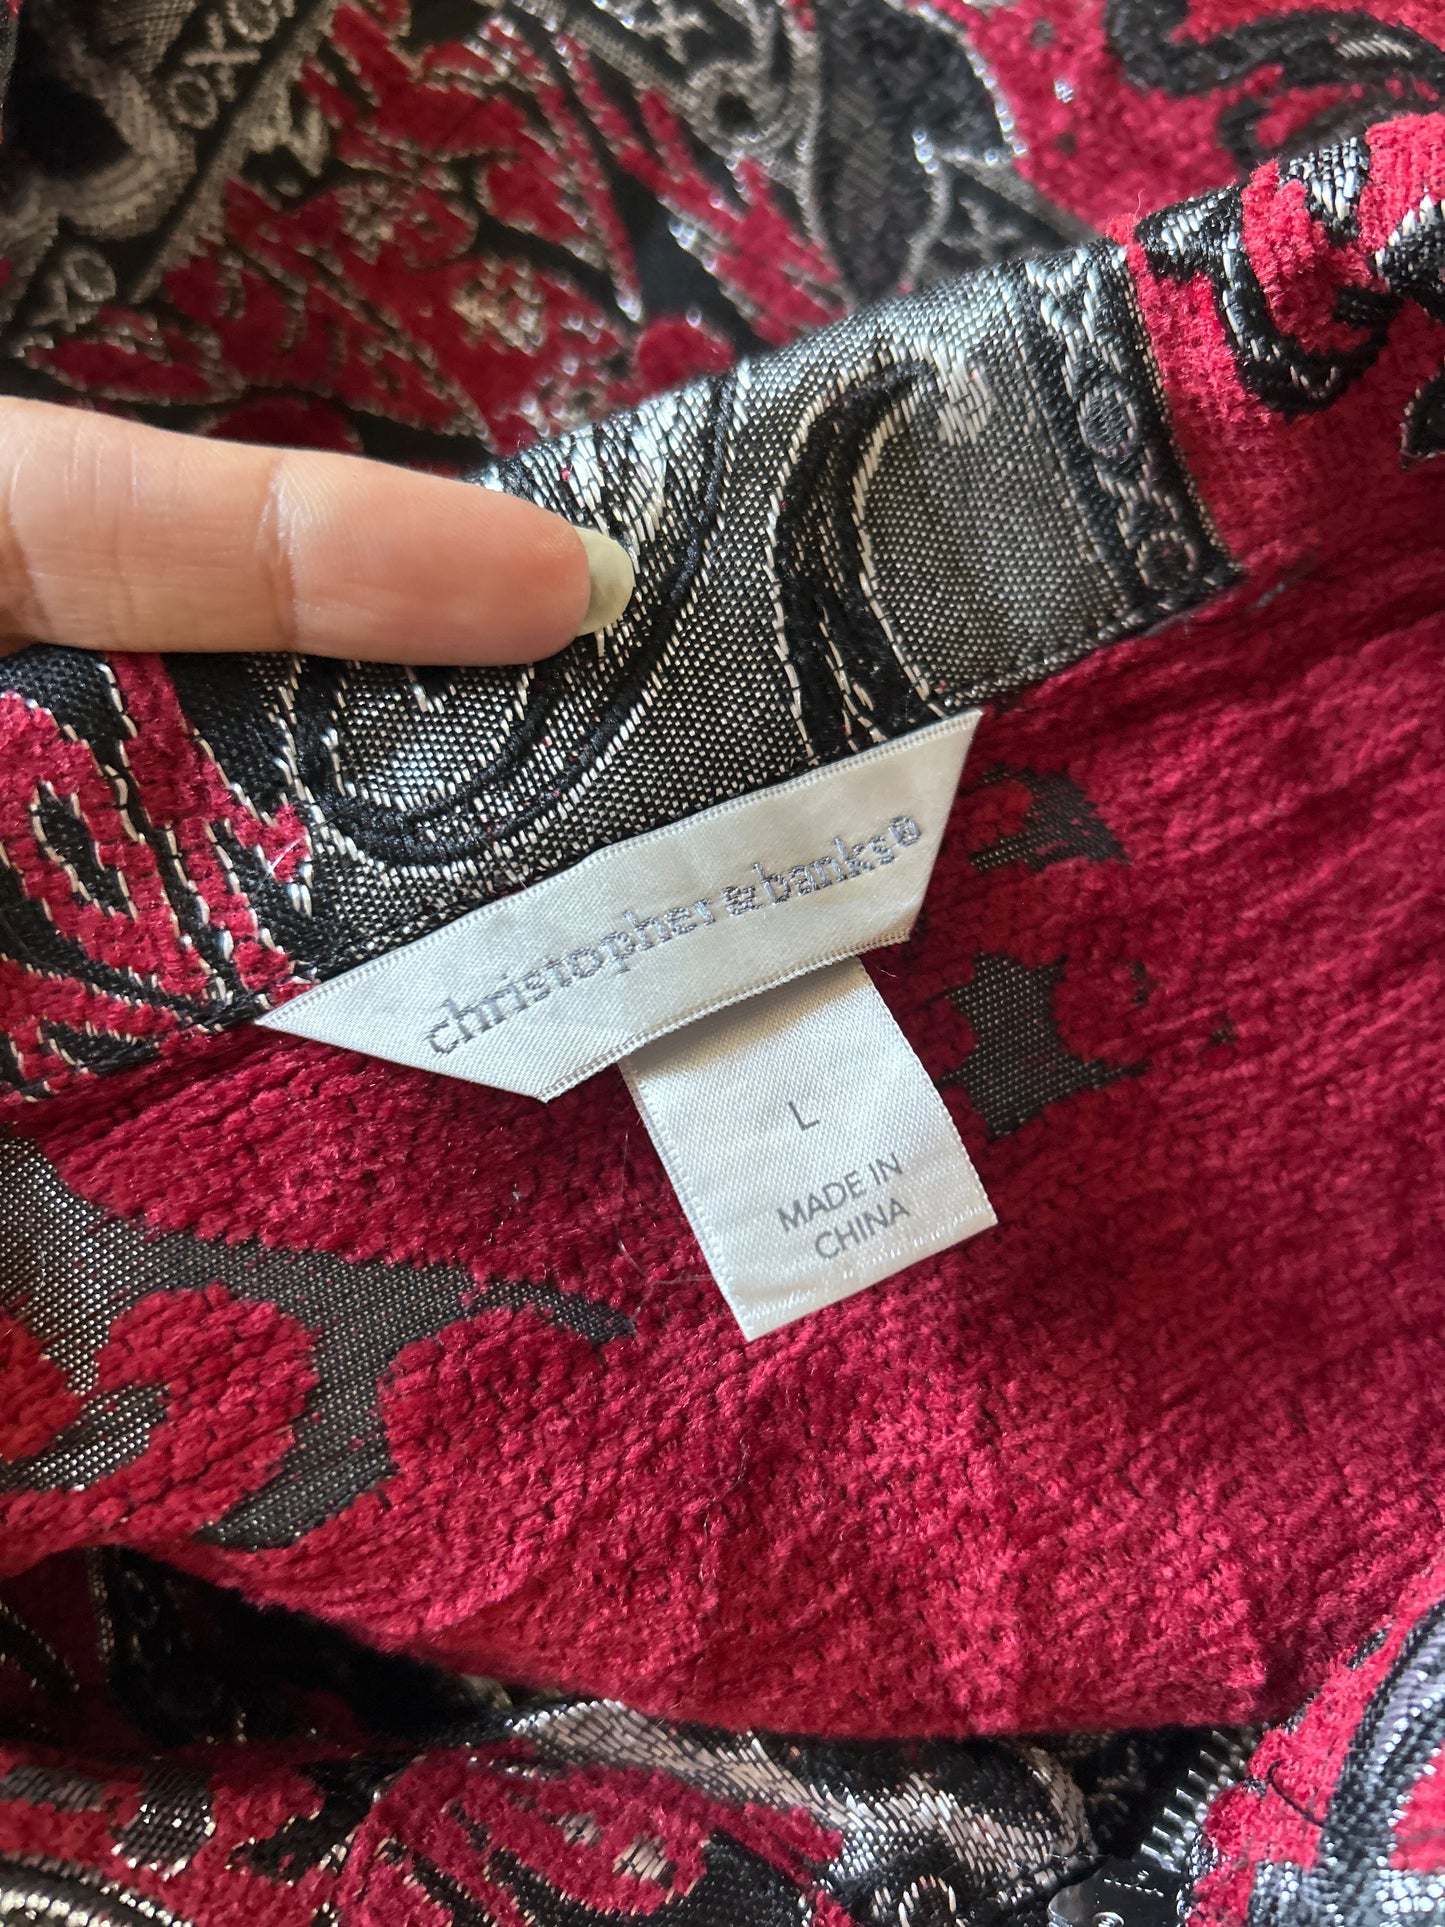 christopher & banks®
L
MADE IN
CHINA